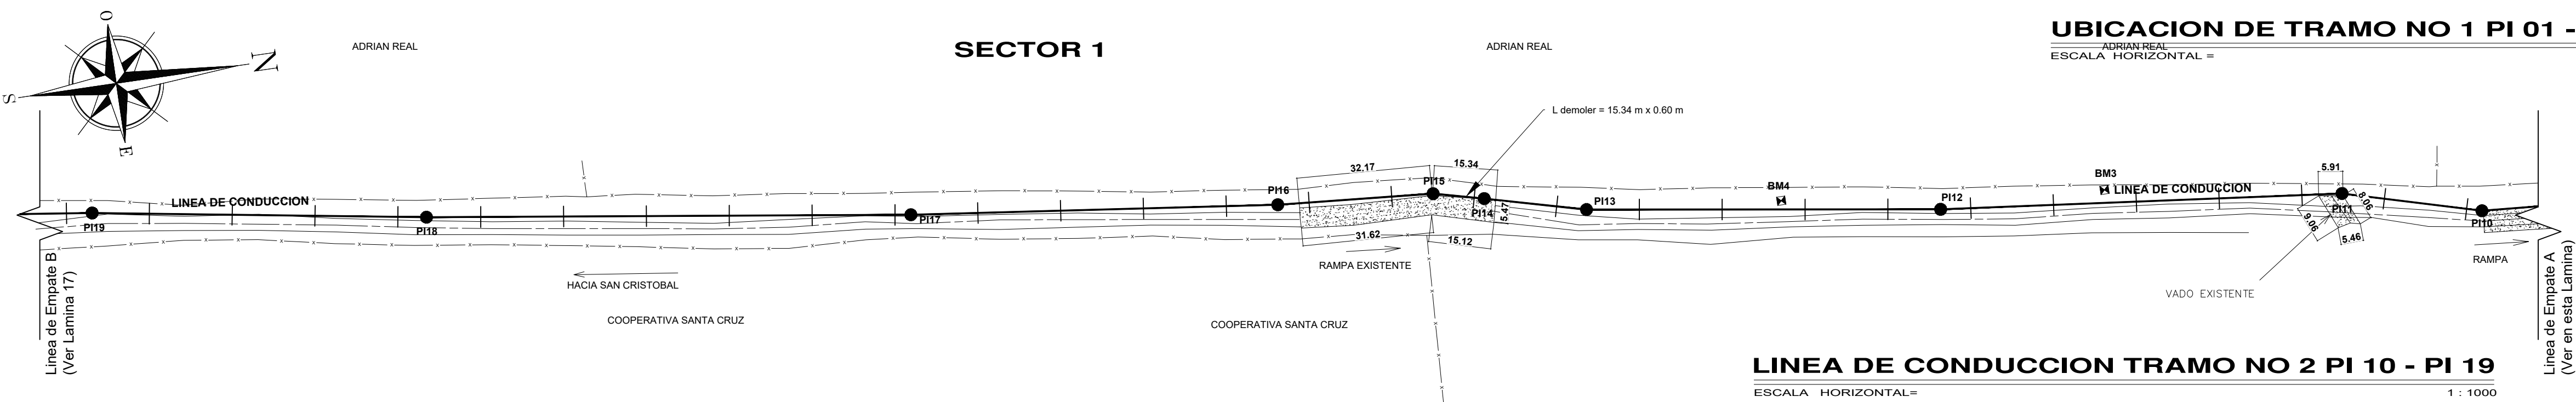 O
N
S
E
ADRIAN REAL
SECTOR 1
ADRIAN REAL
UBICACION DE TRAMO NO 1 PI 01 -
ADRIAN REAL
ESCALA HORIZONTAL =
L demoler = 15.34 m x 0.60 m
32.17
15.34
5.91
PI19
LINEA DE CONDUCCION
PI18
PI17
PI16
PI15
PI14
5.47
PI13
BM4
PI12
BM3
LINEA DE CONDUCCION
PI11
8.06
9.06
5.46
PI10
31.62
15.12
RAMPA EXISTENTE
RAMPA
HACIA SAN CRISTOBAL
VADO EXISTENTE
COOPERATIVA SANTA CRUZ
COOPERATIVA SANTA CRUZ
Linea de Empate B
(Ver Lamina 17)
Linea de Empate A
(Ver en esta Lamina)
LINEA DE CONDUCCION TRAMO NO 2 PI 10 - PI 19
ESCALA HORIZONTAL= 1 : 1000